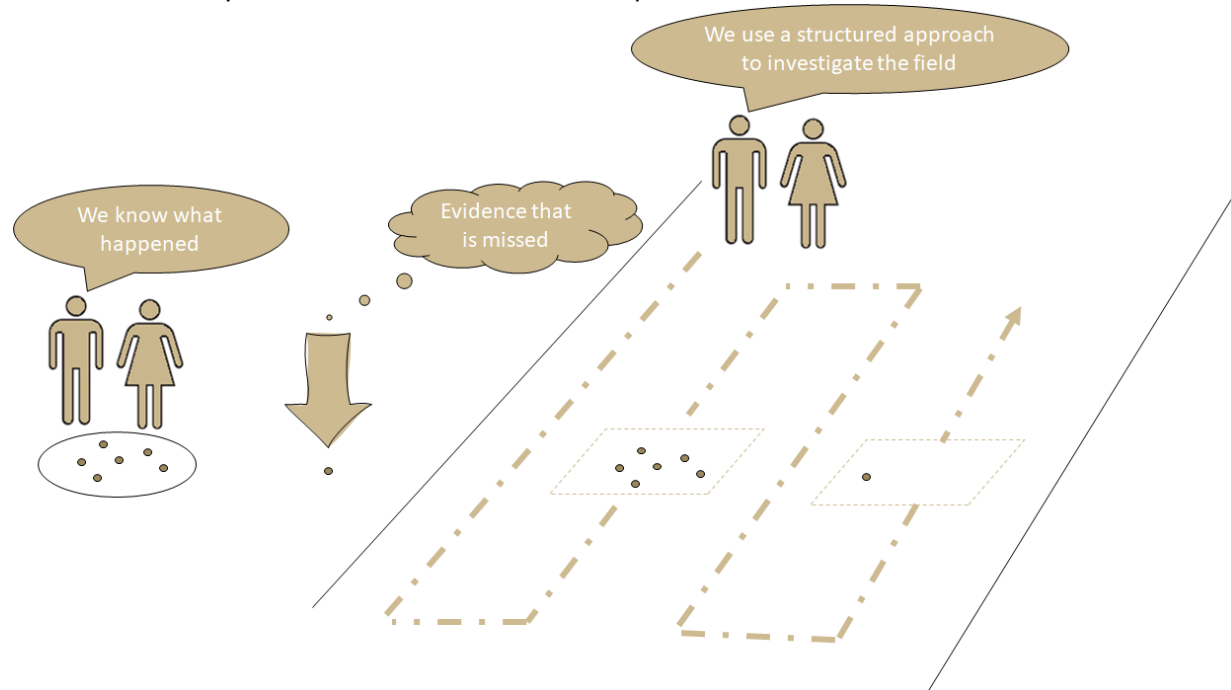 We use a structured approach
to investigate the field
We know what
happened
Evidence that
is missed